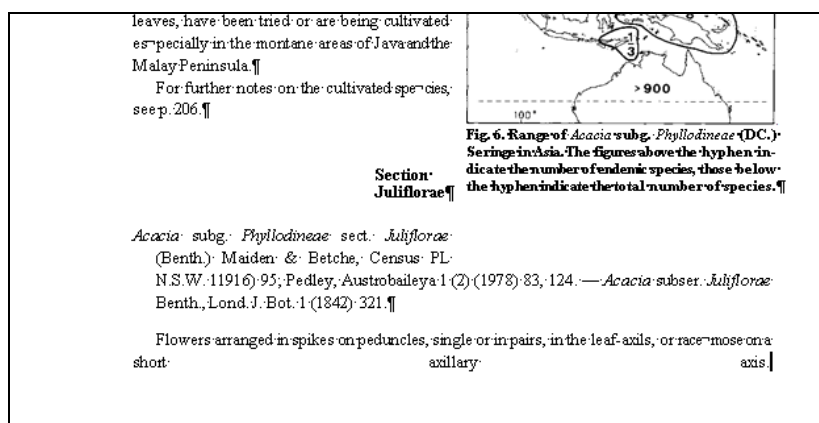 leaves, have been tried or are being cultivated
es¬pecially in the montane areas of Java and the
Malay Peninsula.¶
For further notes on the cultivated spe¬cies,
see p. 206.¶
1
3
>900
100°
Fig. 6. Range of Acacia subg. Phyllodineae (DC.)
Seringe in Asia. The figures above the hyphen in-
dicate the number of endemic species, those below
the hyphen indicate the total number of species.¶
Section
Juliflorae¶
Acacia subg. Phyllodineae sect. Juliflorae
(Benth.) Maiden & Betche, Census PL
N.S.W. 11916) 95; Pedley, Austrobaileya 1 (2) (1978) 83, 124. — Acacia subser. Juliflorae
Benth., Lond. J. Bot. 1 (1842) 321.¶
Flowers arranged in spikes on peduncles, single or in pairs, in the leaf-axils, or race¬mose on a
short axillary axis.